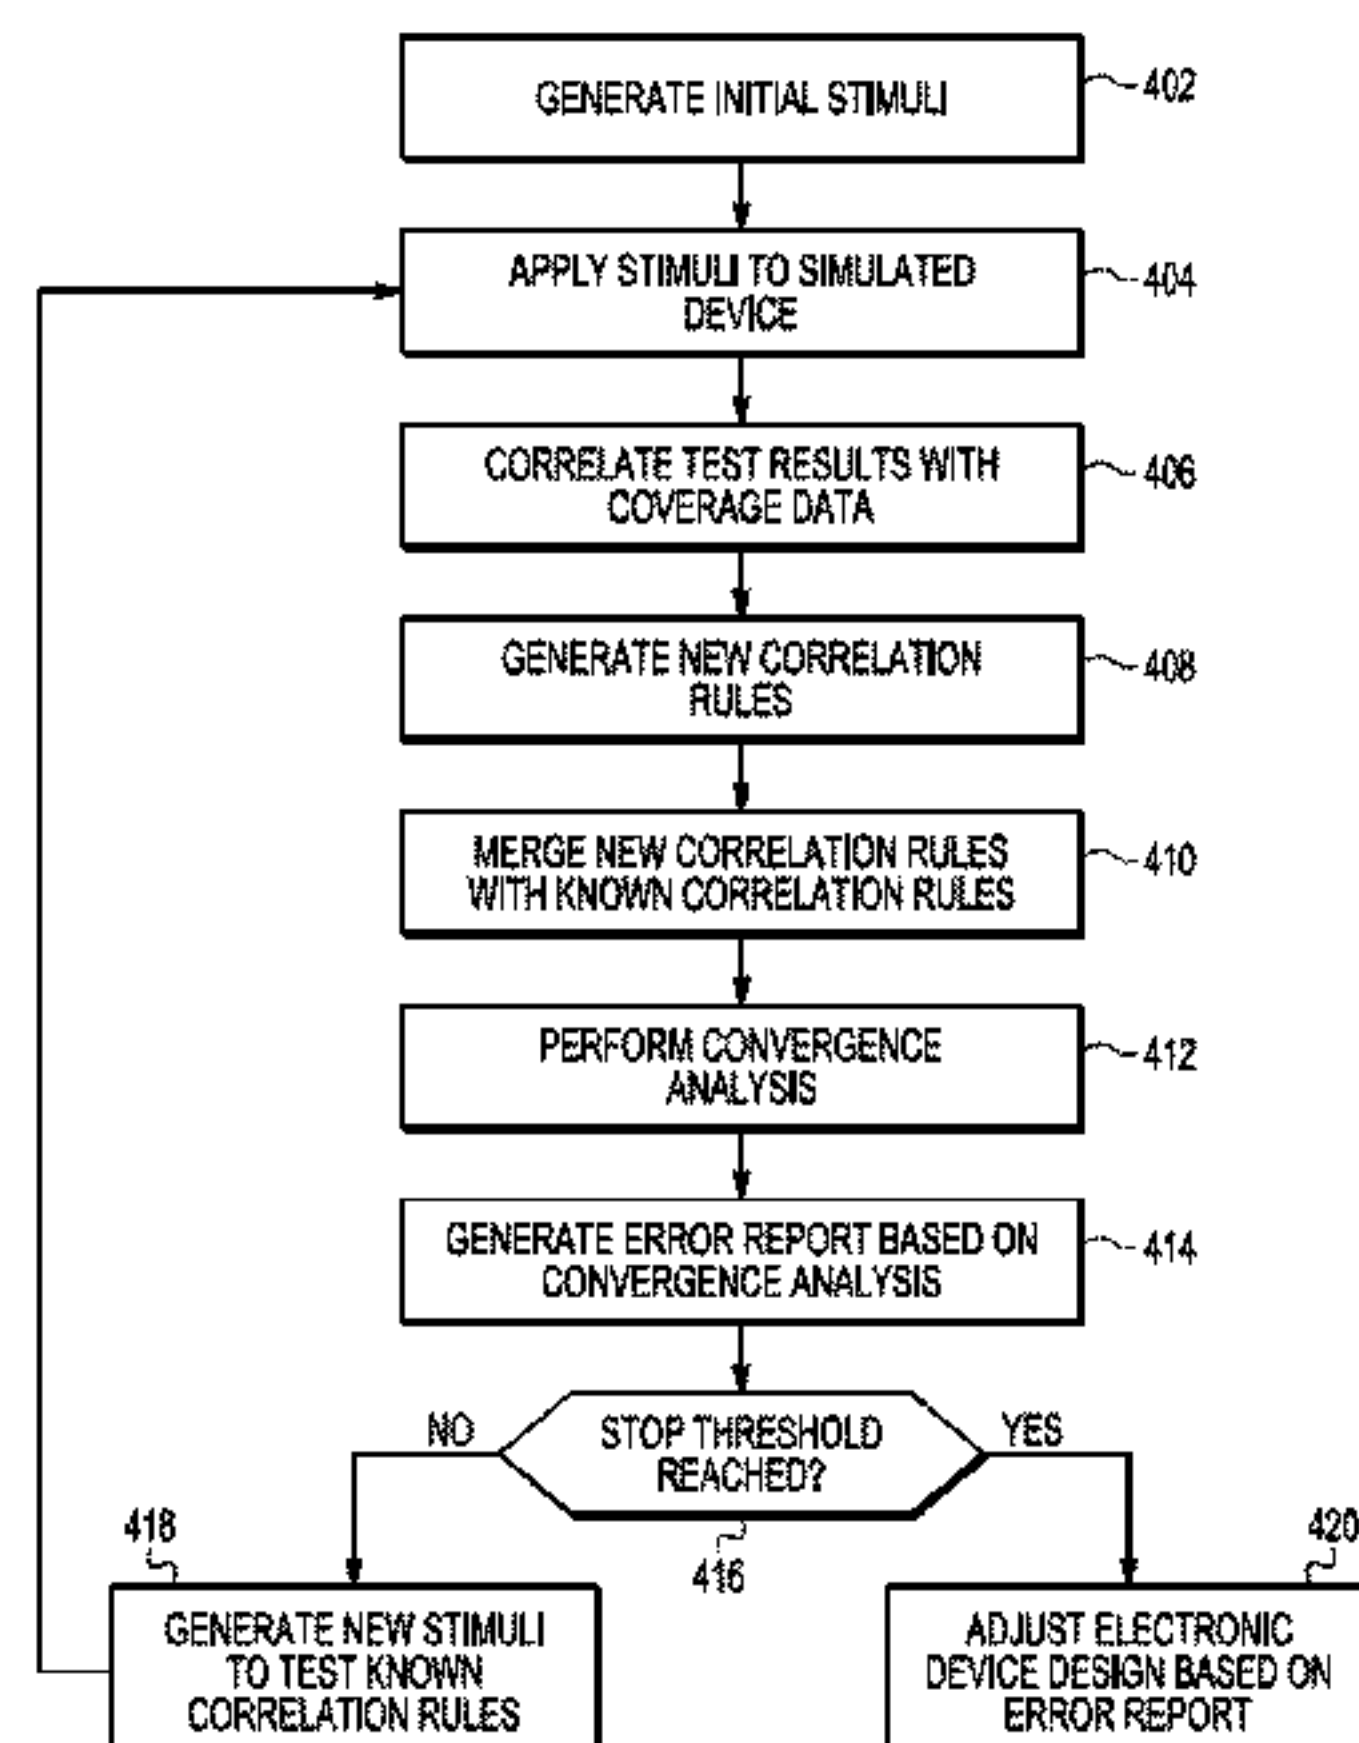 GENERATE INITIAL STIMULI
402
APPLY STIMULI TO SIMULATED
DEVICE
404
CORRELATE TEST RESULTS WITH
COVERAGE DATA
406
GENERATE NEW CORRELATION
RULES
408
MERGE NEW CORRELATION RULES
WITH KNOWN CORRELATION RULES
410
PERFORM CONVERGENCE
ANALYSIS
412
GENERATE ERROR REPORT BASED ON
CONVERGENCE ANALYSIS
414
NO
STOP THRESHOLD
REACHED?
YES
416
418
GENERATE NEW STIMULI
TO TEST KNOWN
CORRELATION RULES
420
ADJUST ELECTRONIC
DEVICE DESIGN BASED ON
ERROR REPORT